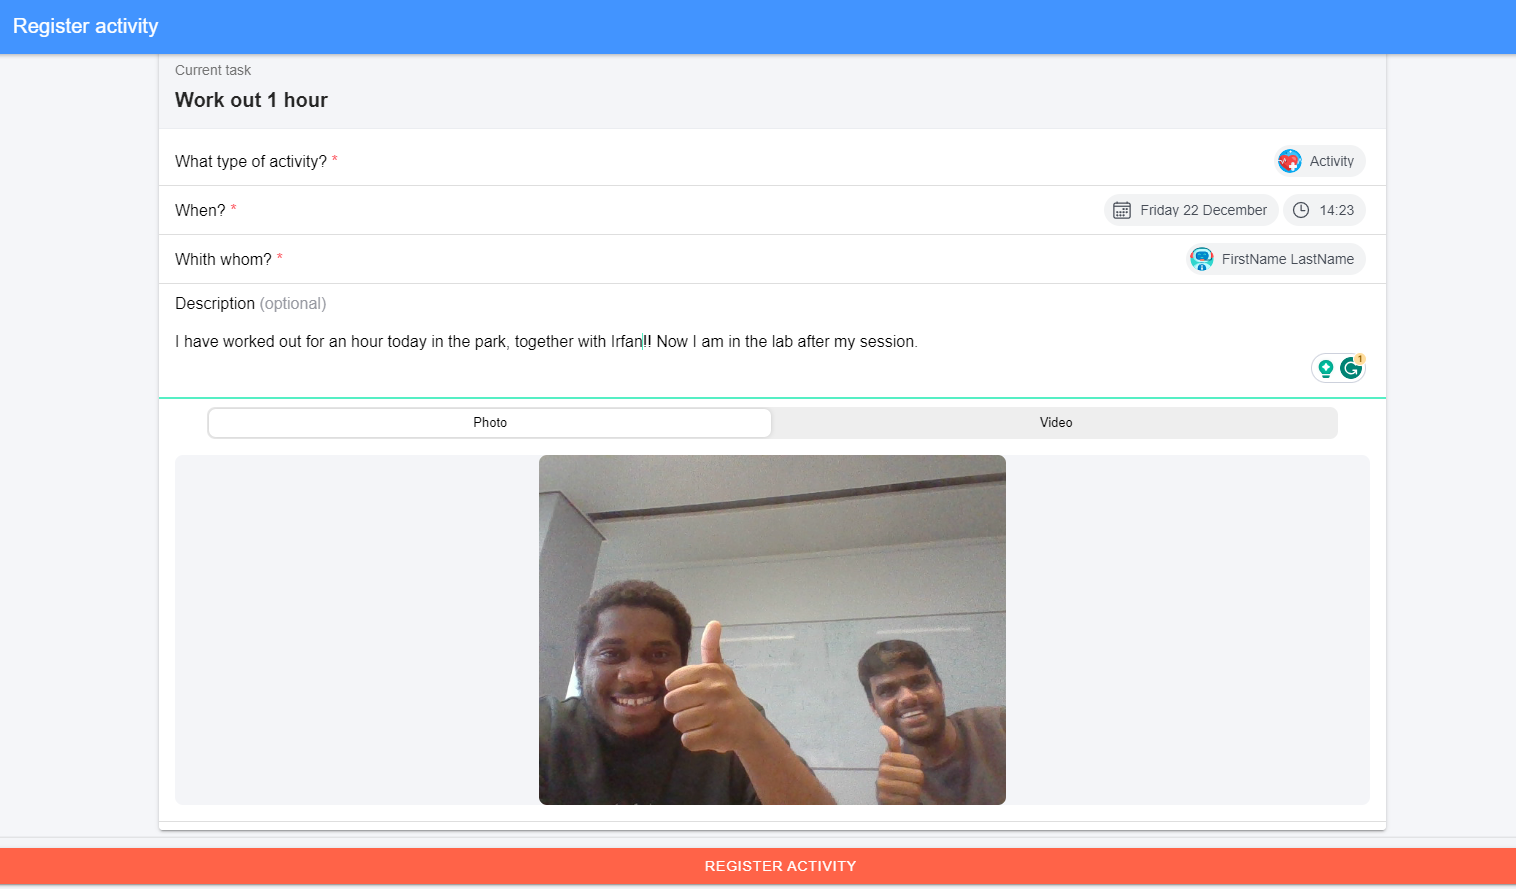 Register activity
Current task
Work out 1 hour
What type of activity? *
Activity
When? *
Friday 22 December
14:23
Whith whom? *
FirstName LastName
Description (optional)
I have worked out for an hour today in the park, together with Irfan!! Now I am in the lab after my session.
1
Photo
Video
REGISTER ACTIVITY